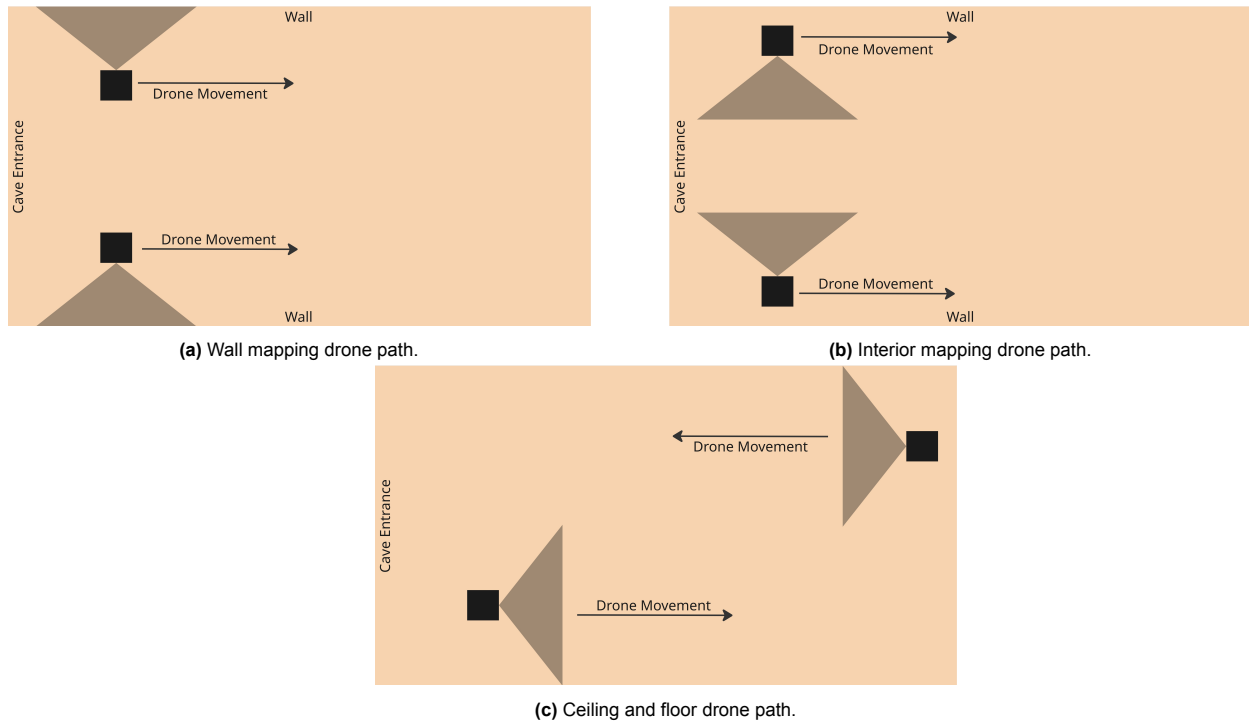 Wall
Drone Movement
Cave Entrance
Drone Movement
Wall
(a) Wall mapping drone path.
Wall
Drone Movement
Cave Entrance
Drone Movement
Wall
(b) Interior mapping drone path.
Drone Movement
Cave Entrance
Drone Movement
(c) Ceiling and floor drone path.